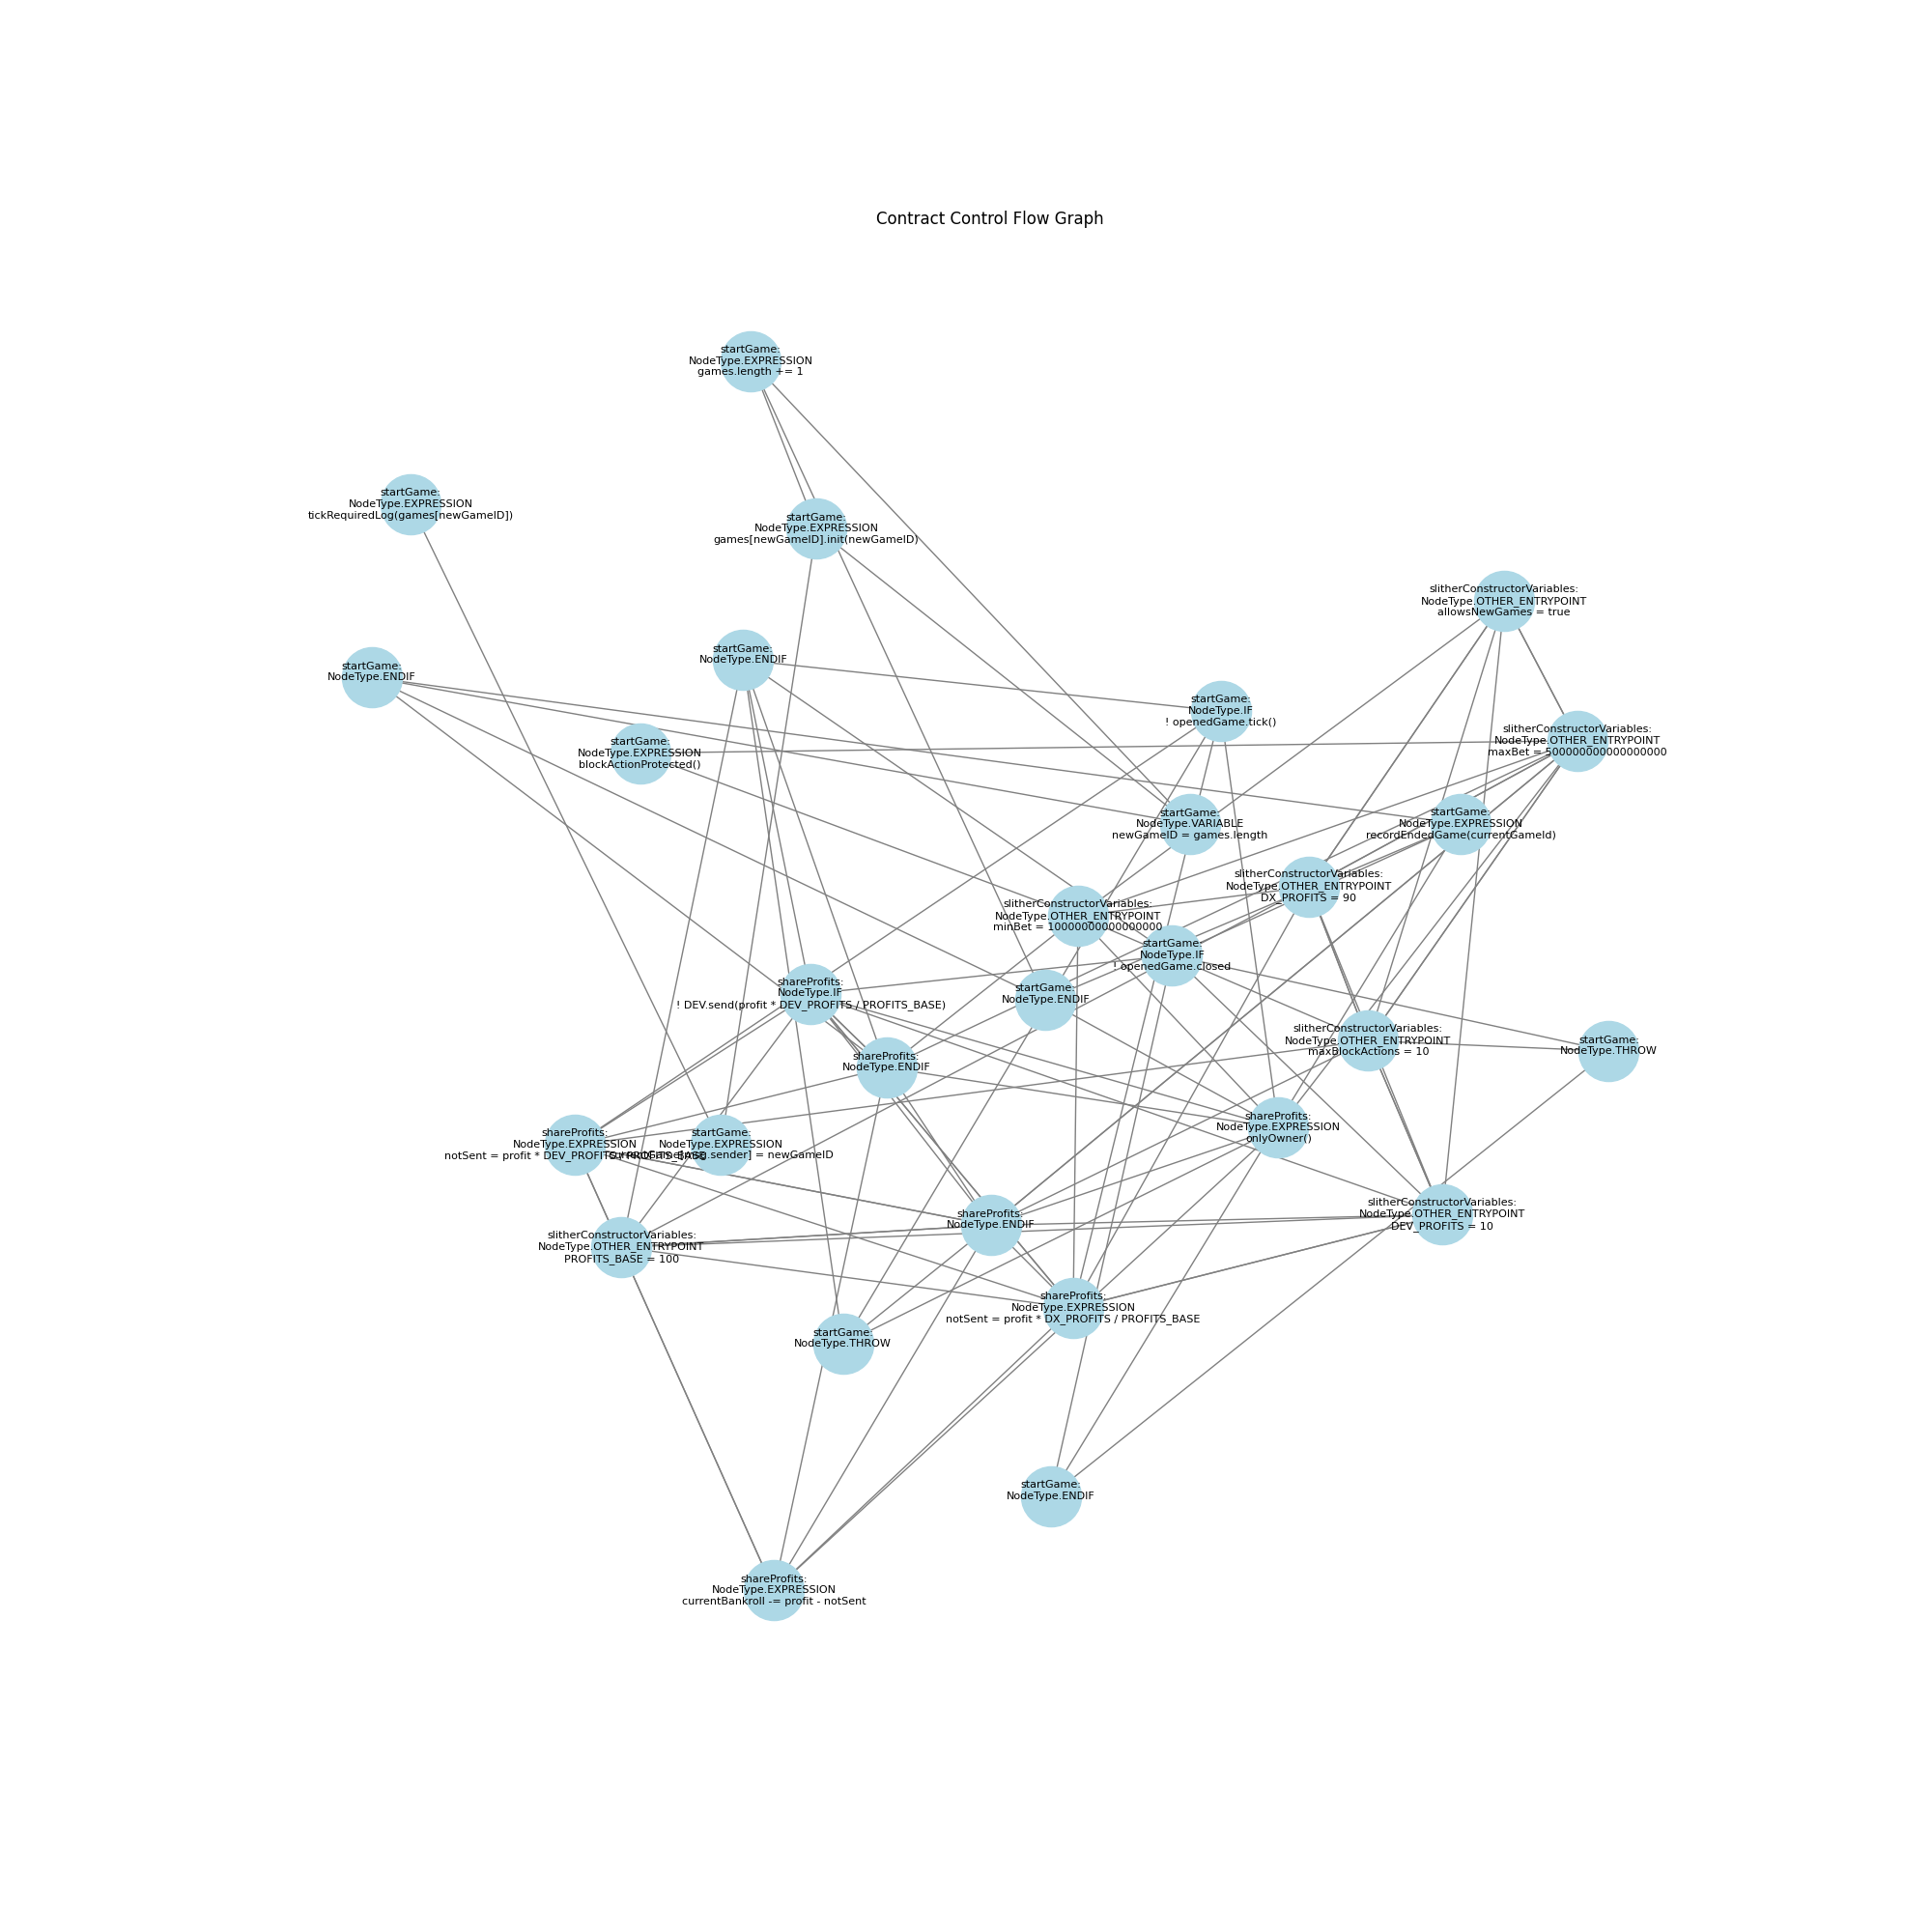 Contract Control Flow Graph
startGame:
NodeType.EXPRESSION
games.length += 1
startGame:
NodeType.EXPRESSION
tickRequiredLog(games[newGameID])
startGame:
NodeType.EXPRESSION
games[newGameID].init(newGameID)
slitherConstructorVariables:
NodeType.OTHER_ENTRYPOINT
allowsNewGames = true
startGame:
NodeType.ENDIF
startGame:
NodeType.ENDIF
startGame:
NodeType.IF
! openedGame.tick()
slitherConstructorVariables:
NodeType.OTHER_ENTRYPOINT
maxBet = 500000000000000000
startGame:
NodeType.EXPRESSION
blockActionProtected()
startGame:
NodeType.VARIABLE
newGameID = games.length
startGame:
NodeType.EXPRESSION
recordEndedGame(currentGameId)
slitherConstructorVariables:
NodeType.OTHER_ENTRYPOINT
DX_PROFITS = 90
slitherConstructorVariables:
NodeType.OTHER_ENTRYPOINT
minBet = 10000000000000000
startGame:
NodeType.IF
! openedGame.closed
shareProfits:
NodeType.IF
! DEV.send(profit * DEV_PROFITS / PROFITS_BASE)
startGame:
NodeType.ENDIF
slitherConstructorVariables:
NodeType.OTHER_ENTRYPOINT
maxBlockActions = 10
startGame:
NodeType.THROW
shareProfits:
NodeType.ENDIF
shareProfits:
NodeType.EXPRESSION
onlyOwner()
shareProfits:
NodeType.EXPRESSION
notSent = profit * DEV_PROFITS / PROFITS_BASE
startGame:
NodeType.EXPRESSION
= newGameID
slitherConstructorVariables:
NodeType.OTHER_ENTRYPOINT
DEV_PROFITS = 10
shareProfits:
NodeType.ENDIF
slitherConstructorVariables:
NodeType.OTHER_ENTRYPOINT
PROFITS_BASE = 100
shareProfits:
NodeType.EXPRESSION
notSent = profit * DX_PROFITS / PROFITS_BASE
startGame:
NodeType.THROW
startGame:
NodeType.ENDIF
shareProfits:
NodeType.EXPRESSION
currentBankroll -= profit - notSent